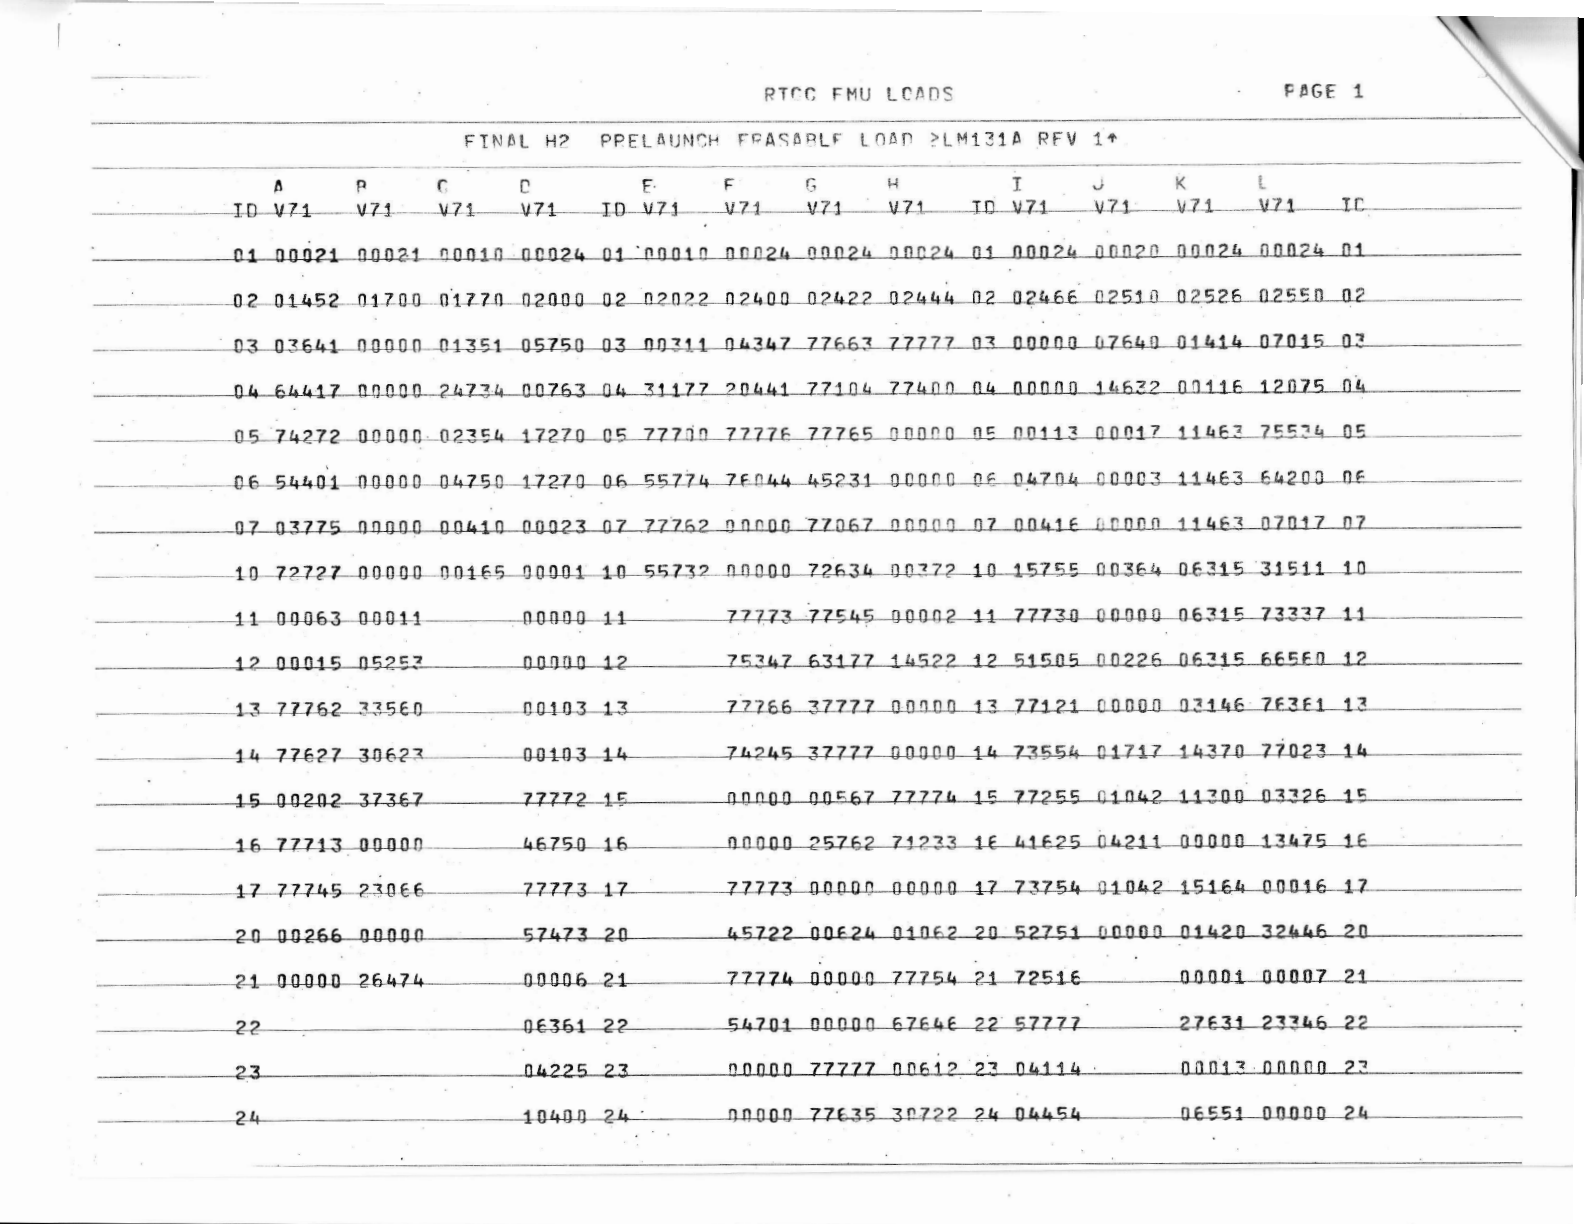 RTCC EMU LOADS PAGE 1
FINAL H2 PRELAUNCH ERASABLE LOAD >LM131A REV 1↑
A B C D E F G H I J K L
ID V71 V71 V71 V71 ID V71 V71 V71 V71 ID V71 V71 V71 V71 ID
01 00021 00021 00010 00024 01 00010 00024 00024 00024 01 00024 00020 00024 00024 01
02 01452 01700 01770 02000 02 02022 02400 02422 02444 02 02466 02510 02526 02550 02
03 03641 00000 01351 05750 03 00311 04347 77663 77777 03 00000 07640 01414 07015 03
04 64417 00000 24734 00763 04 31177 20441 77104 77400 04 00000 14632 00116 12075 04
05 74272 00000 02354 17270 05 77700 77776 77765 00000 05 00113 00017 11463 75534 05
06 54401 00000 04750 17270 06 55774 76044 45231 00000 06 04704 00003 11463 64200 06
07 03775 00000 00410 00023 07 77762 00000 77067 00000 07 00416 00000 11463 07017 07
10 72727 00000 00165 00001 10 55732 00000 72634 00372 10 15755 00364 06315 31511 10
11 00063 00011 00000 11 77773 77545 00002 11 77730 00000 06315 73337 11
12 00015 05253 00000 12 75347 63177 14522 12 51505 00226 06315 66560 12
13 77762 33560 00103 13 77766 37777 00000 13 77121 00000 03146 76361 13
14 77627 30623 00103 14 74245 37777 00000 14 73554 01717 14370 77023 14
15 00202 37367 77772 15 00000 00567 77774 15 77255 01042 11300 03326 15
16 77713 00000 46750 16 00000 25762 71233 16 41625 04211 00000 13475 16
17 77745 23066 77773 17 77773 00000 00000 17 73754 01042 15164 00016 17
20 00266 00000 57473 20 45722 00624 01062 20 52751 00000 01420 32446 20
21 00000 26474 00006 21 77774 00000 77754 21 72516 00001 00007 21
22 06361 22 54701 00000 67646 22 57777 27631 23346 22
23 04225 23 00000 77777 00612 23 04114 00013 00000 23
24 10400 24 00000 77635 30722 24 04454 06551 00000 24